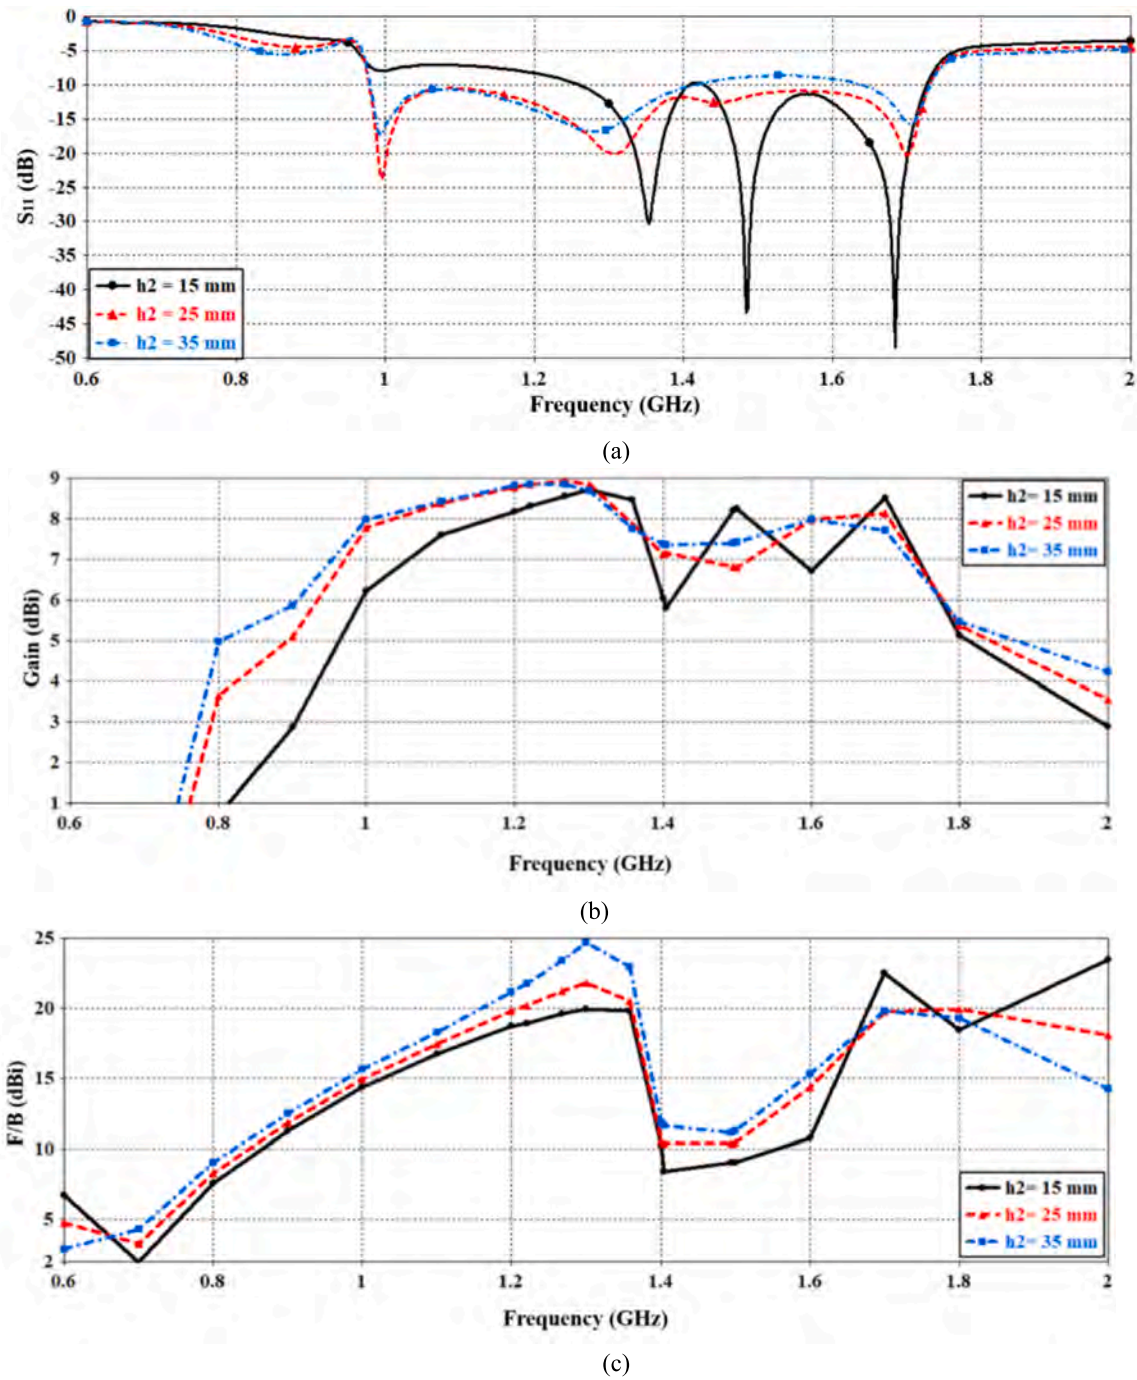 0
-5
-10
-15
-20
-25
-30
-35
-40
-45
-50
S11 (dB)
h2 = 15 mm
h2 = 25 mm
h2 = 35 mm
0.6 0.8 1 1.2 1.4 1.6 1.8 2
Frequency (GHz)
(a)
9
8
7
6
5
4
3
2
1
Gain (dBi)
h2= 15 mm
h2= 25 mm
h2= 35 mm
0.6 0.8 1 1.2 1.4 1.6 1.8 2
Frequency (GHz)
(b)
25
20
15
10
5
2
F/B (dBi)
h2= 15 mm
h2= 25 mm
h2= 35 mm
0.6 0.8 1 1.2 1.4 1.6 1.8 2
Frequency (GHz)
(c)